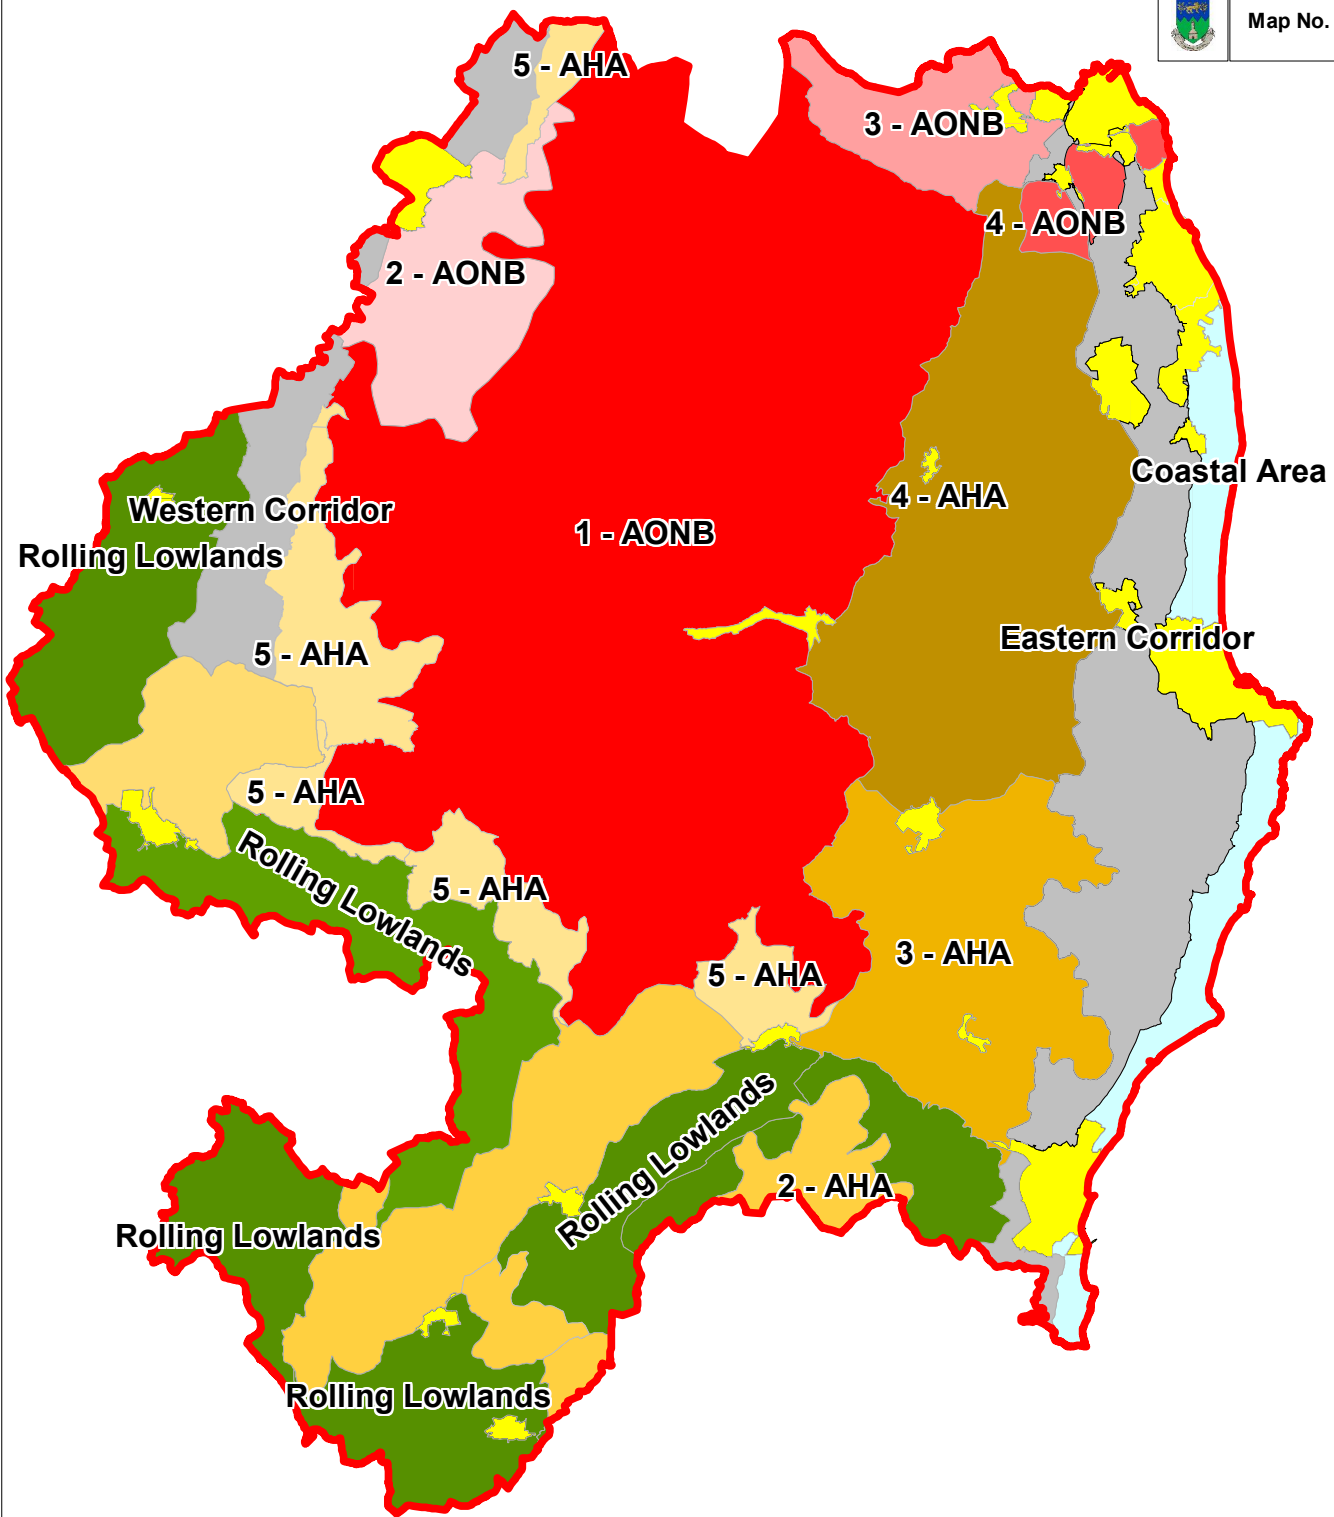 Map No.
5 - AHA
3 - AONB
4 - AONB
2 - AONB
Coastal Area
4 - AHA
Western Corridor
1 - AONB
Rolling Lowlands
Eastern Corridor
5 - AHA
5 - AHA
Rolling Lowlands
5 - AHA
3 - AHA
5 - AHA
Rolling Lowlands
2 - AHA
Rolling Lowlands
Rolling Lowlands